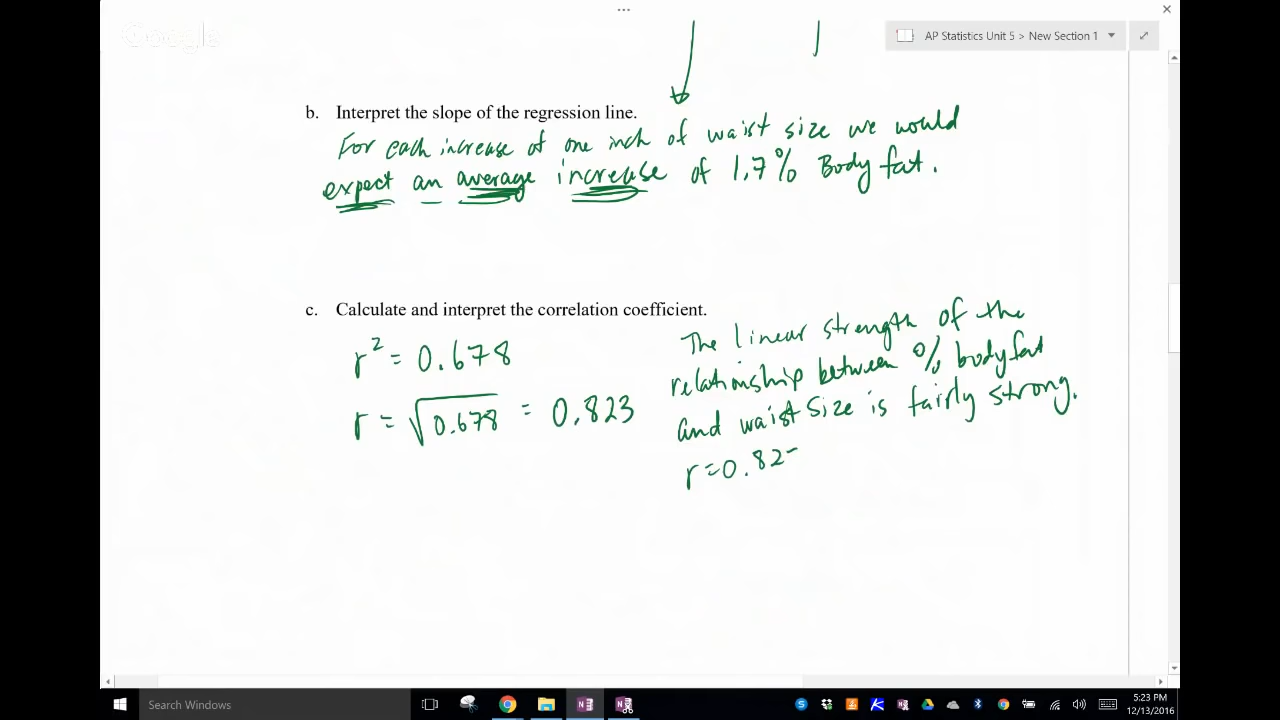 Google
AP Statistics Unit 5 > New Section 1
b. Interpret the slope of the regression line.
For each increase of one inch of waist size we would
expect an average increase of 1.7% Body fat.
c. Calculate and interpret the correlation coefficient.
r² = 0.678
r = √0.678 = 0.823
The linear strength of the
relationship between % bodyfat
and waist size is fairly strong.
r=0.82
Search Windows
5:23 PM
12/13/2016